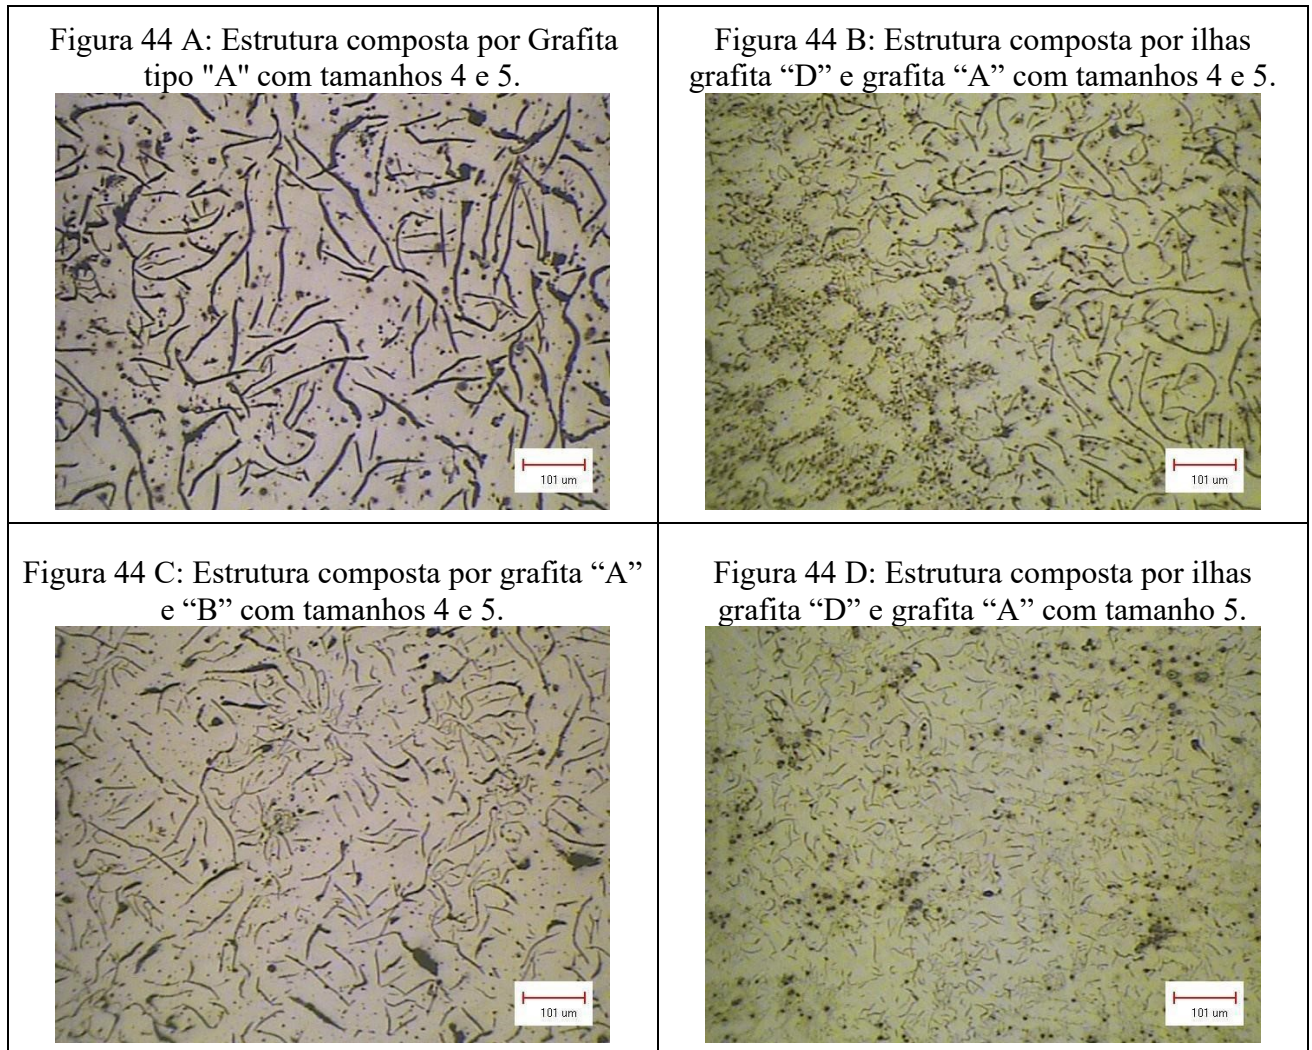 Figura 44 A: Estrutura composta por Grafita
tipo "A" com tamanhos 4 e 5.
101 um
Figura 44 B: Estrutura composta por ilhas
grafita “D” e grafita “A” com tamanhos 4 e 5.
101 um
Figura 44 C: Estrutura composta por grafita “A”
e “B” com tamanhos 4 e 5.
101 um
Figura 44 D: Estrutura composta por ilhas
grafita “D” e grafita “A” com tamanho 5.
101 um